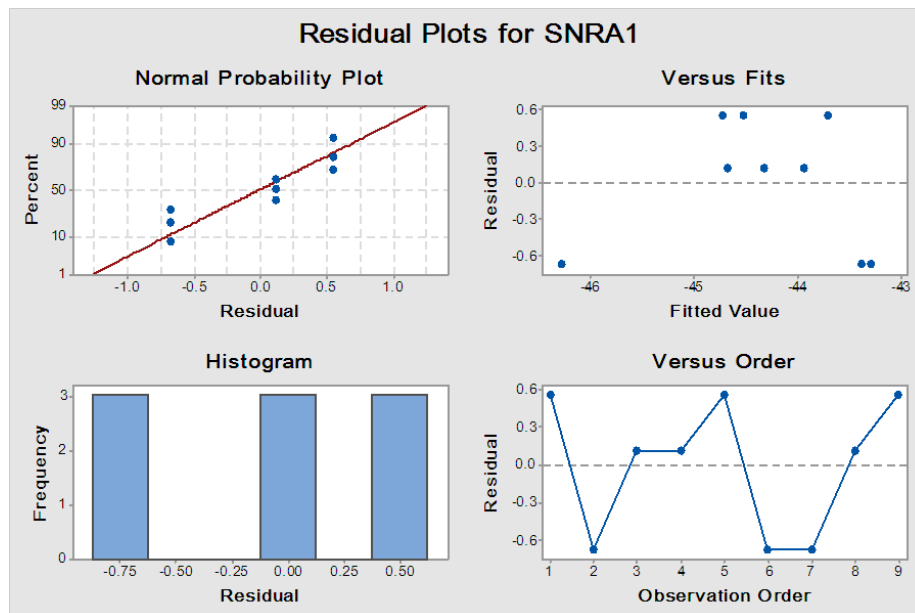 Residual Plots for SNRA1
Normal Probability Plot
Percent
99
90
50
10
1
-1.0 -0.5 0.0 0.5 1.0
Residual
Versus Fits
Residual
0.6
0.3
0.0
-0.3
-0.6
-46 -45 -44 -43
Fitted Value
Histogram
Frequency
3
2
1
0
-0.75 -0.50 -0.25 0.00 0.25 0.50
Residual
Versus Order
Residual
0.6
0.3
0.0
-0.3
-0.6
1 2 3 4 5 6 7 8 9
Observation Order